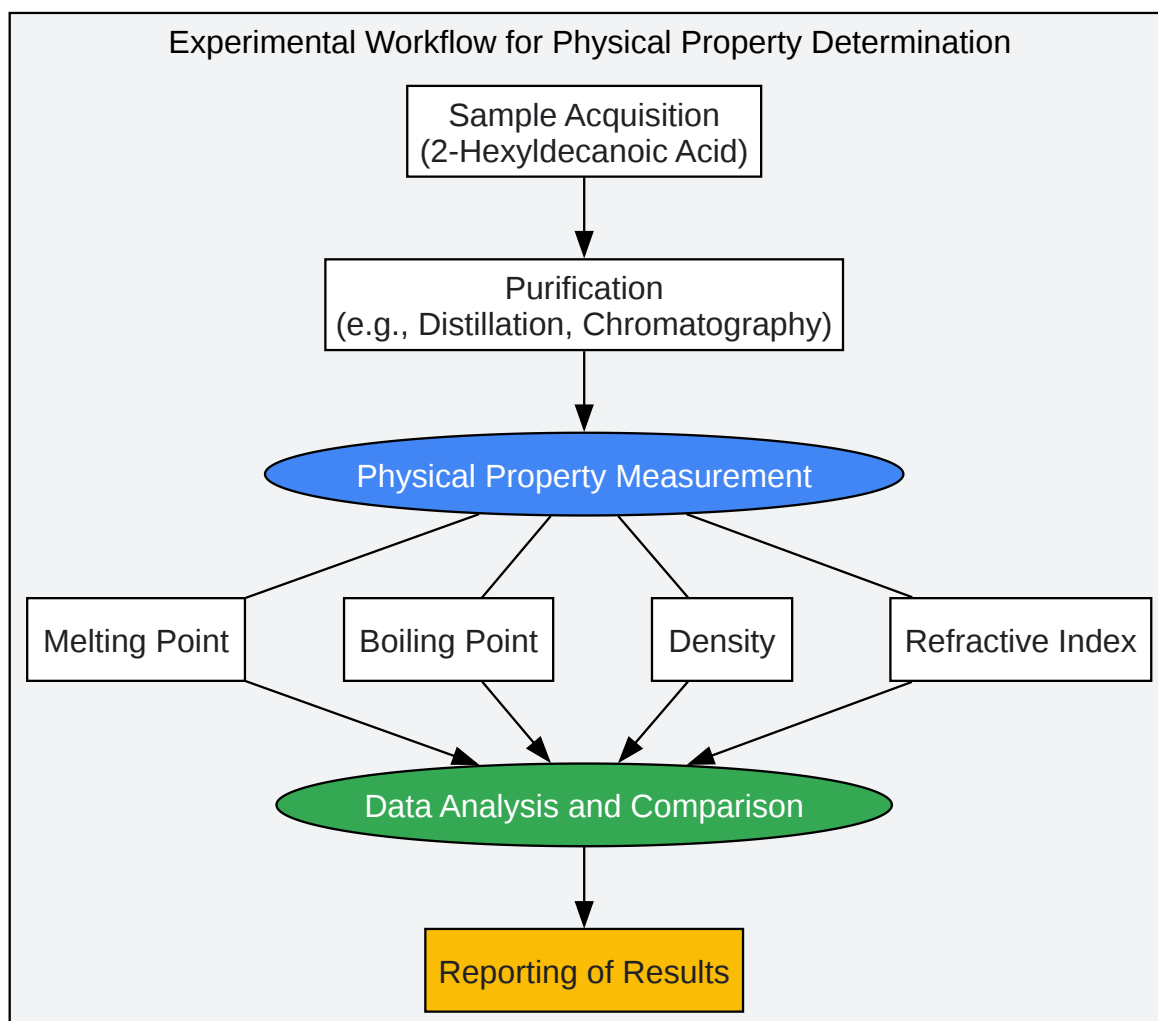 Experimental Workflow for Physical Property Determination
Sample Acquisition
(2-Hexyldecanoic Acid)
Purification
(e.g., Distillation, Chromatography)
Physical Property Measurement
Melting Point
Boiling Point
Density
Refractive Index
Data Analysis and Comparison
Reporting of Results